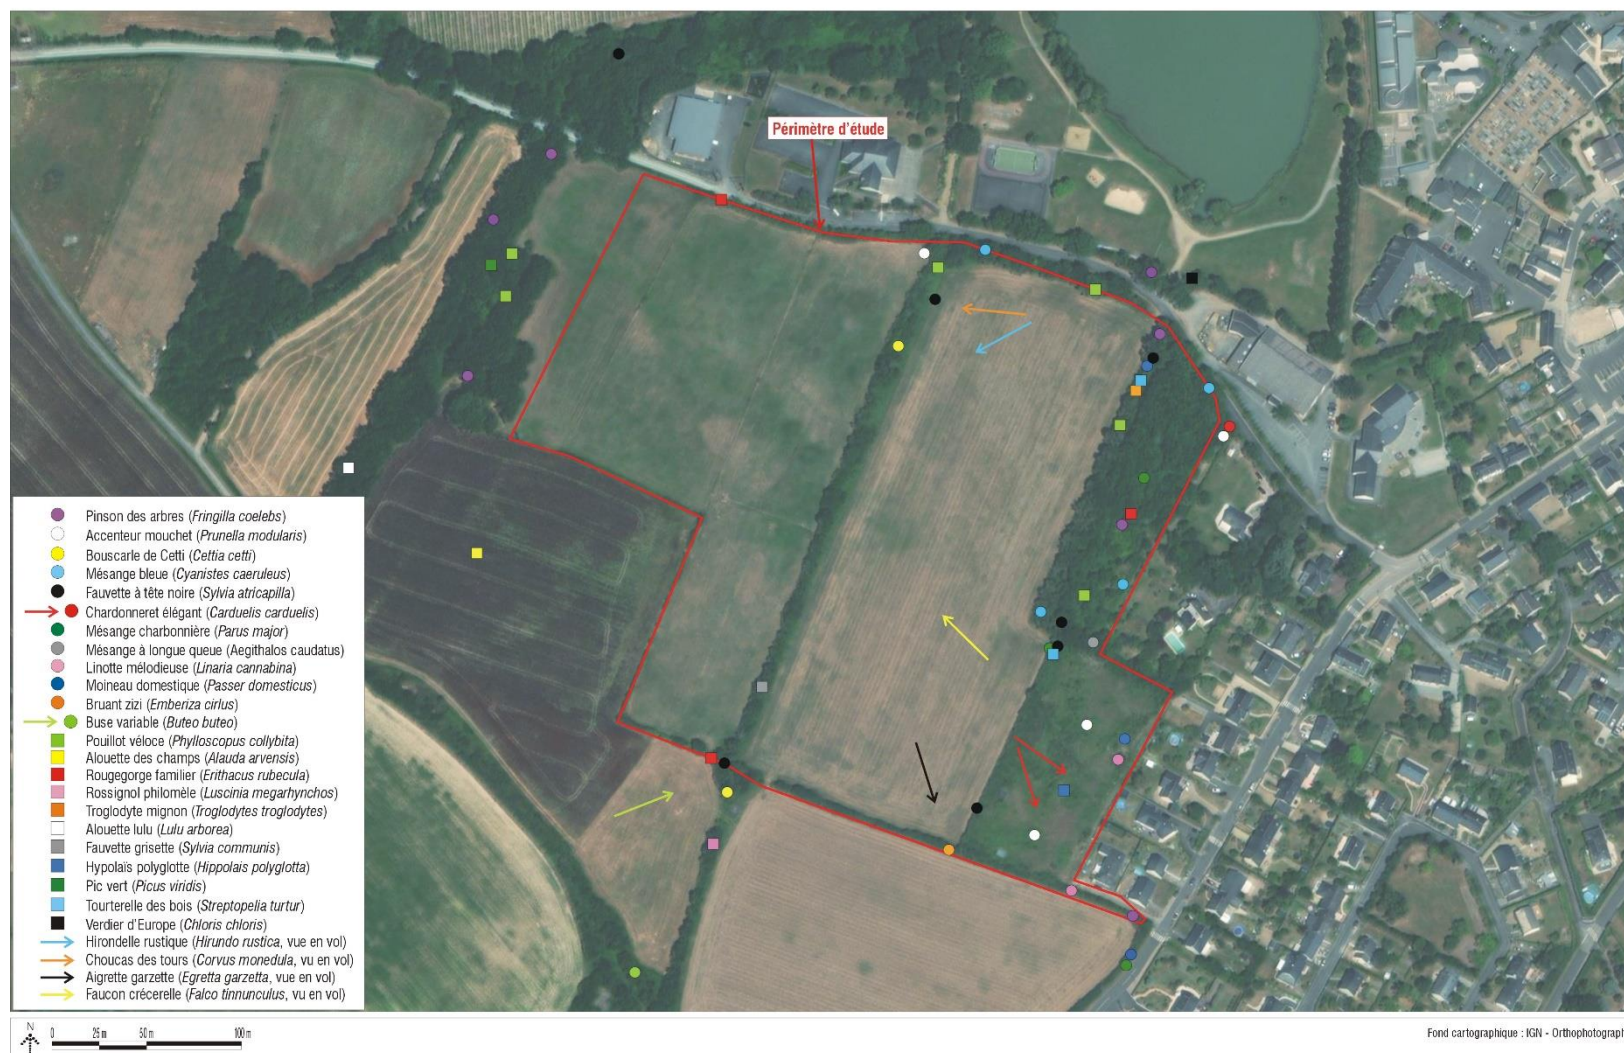 Périmètre d'étude
Pinson des arbres (Fringilla coelebs)
Accenteur mouchet (Prunella modularis)
Bouscarle de Cetti (Cettia cetti)
Mésange bleue (Cyanistes caeruleus)
Fauvette à tête noire (Sylvia atricapilla)
Chardonneret élégant (Carduelis carduelis)
Mésange charbonnière (Parus major)
Mésange à longue queue (Aegithalos caudatus)
Linotte mélodieuse (Linaria cannabina)
Moineau domestique (Passer domesticus)
Bruant zizi (Emberiza cirlus)
Buse variable (Buteo buteo)
Pouillot véloce (Phylloscopus collybita)
Alouette des champs (Alauda arvensis)
Rougegorge familier (Erithacus rubecula)
Rossignol philomèle (Luscinia megarhynchos)
Troglodyte mignon (Troglodytes troglodytes)
Alouette lulu (Lulu arborea)
Fauvette grisette (Sylvia communis)
Hypolaïs polyglotte (Hippolais polyglotta)
Pic vert (Picus viridis)
Tourterelle des bois (Streptopelia turtur)
Verdier d'Europe (Chloris chloris)
Hirondelle rustique (Hirundo rustica, vue en vol)
Choucas des tours (Corvus monedula, vu en vol)
Aigrette garzette (Egretta garzetta, vue en vol)
Faucon crécerelle (Falco tinnunculus, vu en vol)
N 0 25 m 50 m 100 m
Fond cartographique : IGN - Orthophotograph